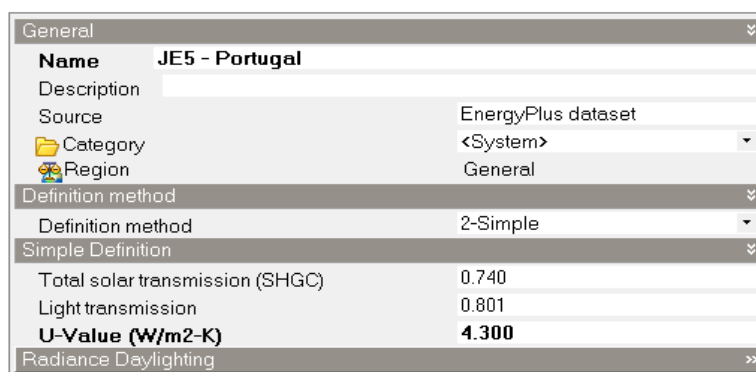 General
Name JE5 - Portugal
Description
Source EnergyPlus dataset
Category <System>
Region General
Definition method
Definition method 2-Simple
Simple Definition
Total solar transmission (SHGC) 0.740
Light transmission 0.801
U-Value (W/m2-K) 4.300
Radiance Daylighting